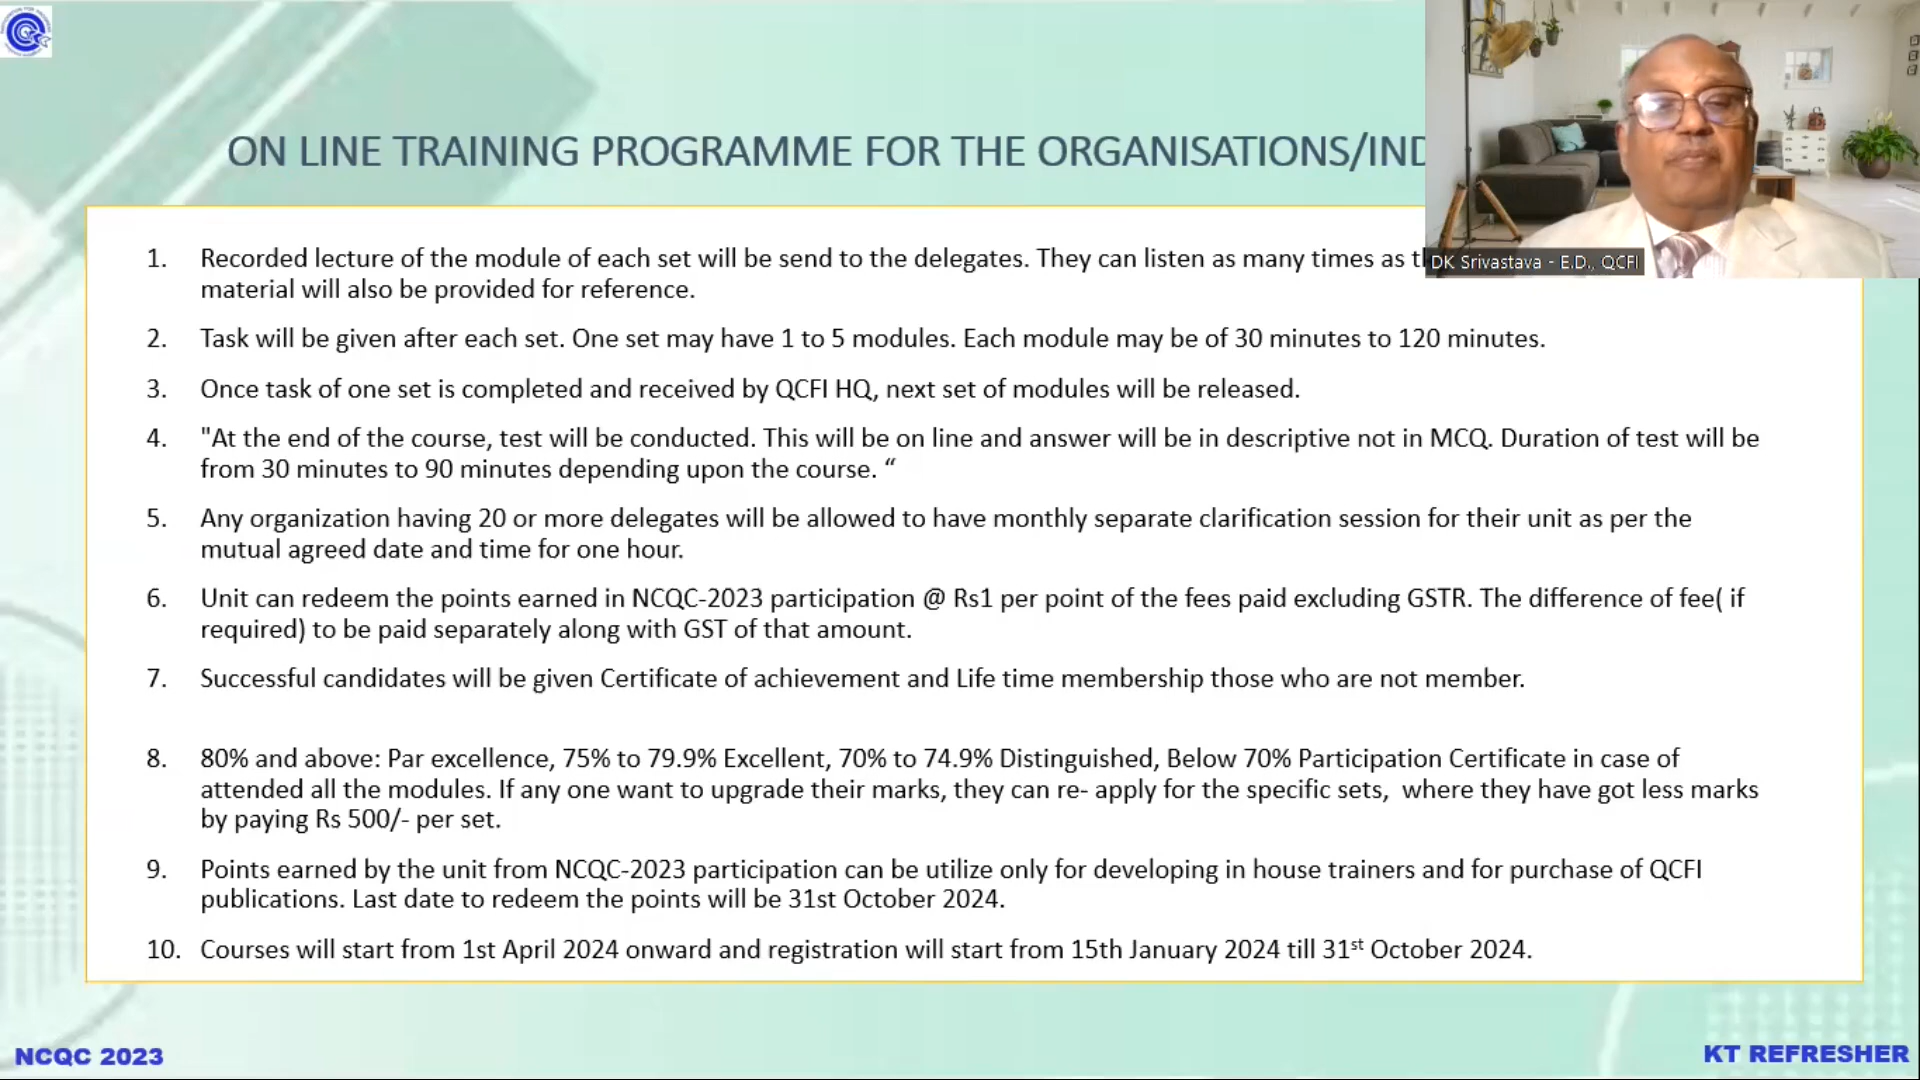 ON LINE TRAINING PROGRAMME FOR THE ORGANISATIONS/IND
1. Recorded lecture of the module of each set will be send to the delegates. They can listen as many times as
DK Srivastava - E.D., QCFI
material will also be provided for reference.
2. Task will be given after each set. One set may have 1 to 5 modules. Each module may be of 30 minutes to 120 minutes.
3. Once task of one set is completed and received by QCFI HQ, next set of modules will be released.
4. "At the end of the course, test will be conducted. This will be on line and answer will be in descriptive not in MCQ. Duration of test will be
from 30 minutes to 90 minutes depending upon the course. “
5. Any organization having 20 or more delegates will be allowed to have monthly separate clarification session for their unit as per the
mutual agreed date and time for one hour.
6. Unit can redeem the points earned in NCQC-2023 participation @ Rs1 per point of the fees paid excluding GSTR. The difference of fee( if
required) to be paid separately along with GST of that amount.
7. Successful candidates will be given Certificate of achievement and Life time membership those who are not member.
8. 80% and above: Par excellence, 75% to 79.9% Excellent, 70% to 74.9% Distinguished, Below 70% Participation Certificate in case of
attended all the modules. If any one want to upgrade their marks, they can re- apply for the specific sets, where they have got less marks
by paying Rs 500/- per set.
9. Points earned by the unit from NCQC-2023 participation can be utilize only for developing in house trainers and for purchase of QCFI
publications. Last date to redeem the points will be 31st October 2024.
10. Courses will start from 1st April 2024 onward and registration will start from 15th January 2024 till 31st October 2024.
NCQC 2023
KT REFRESHER